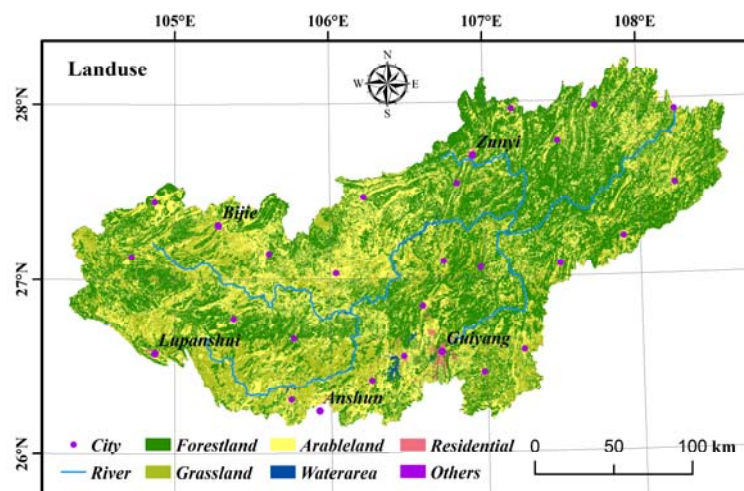 105°E 106°E 107°E 108°E
Landuse
N
W E
S
28°N
Zunyi
Bijie
27°N
Lupanshui
Guiyang
Anshun
City Forestland Arableland Residential 0 50 100 km
River Grassland Waterarea Others
26°N